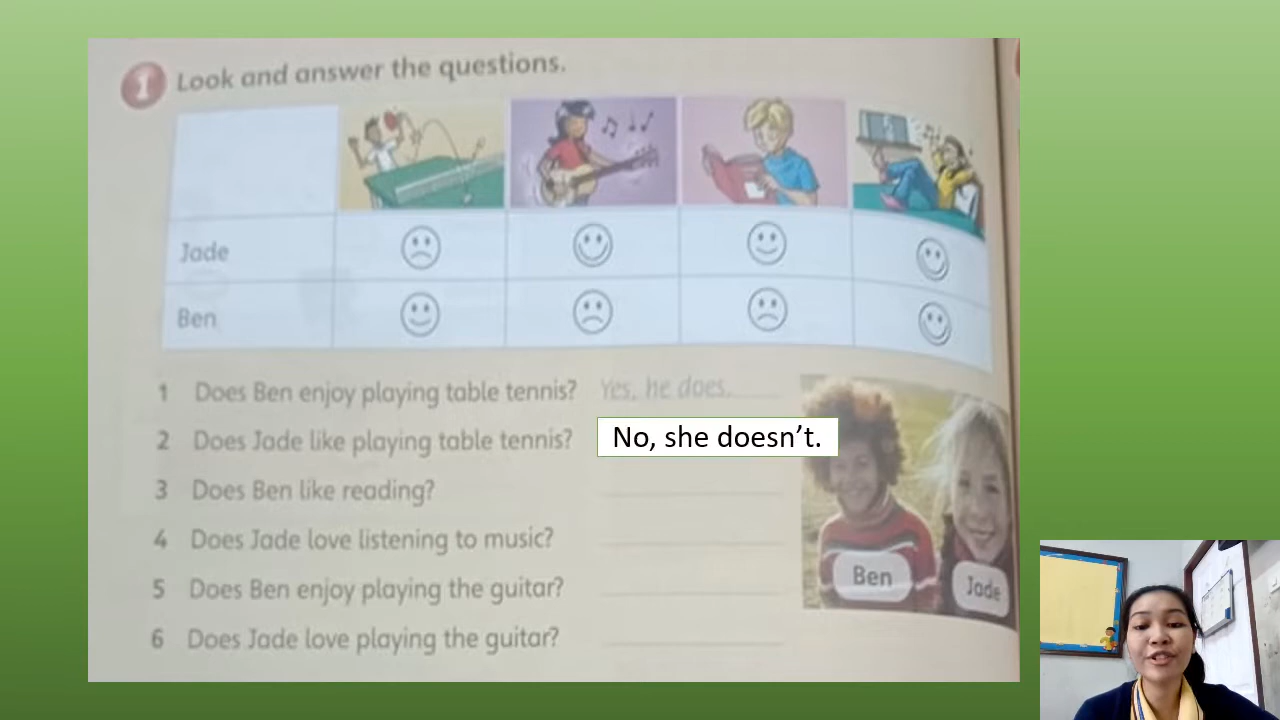 1 Look and answer the questions.
Jade
Ben
1 Does Ben enjoy playing table tennis? Yes, he does.
2 Does Jade like playing table tennis? No, she doesn't.
3 Does Ben like reading?
4 Does Jade love listening to music?
5 Does Ben enjoy playing the guitar?
6 Does Jade love playing the guitar?
Ben
Jade